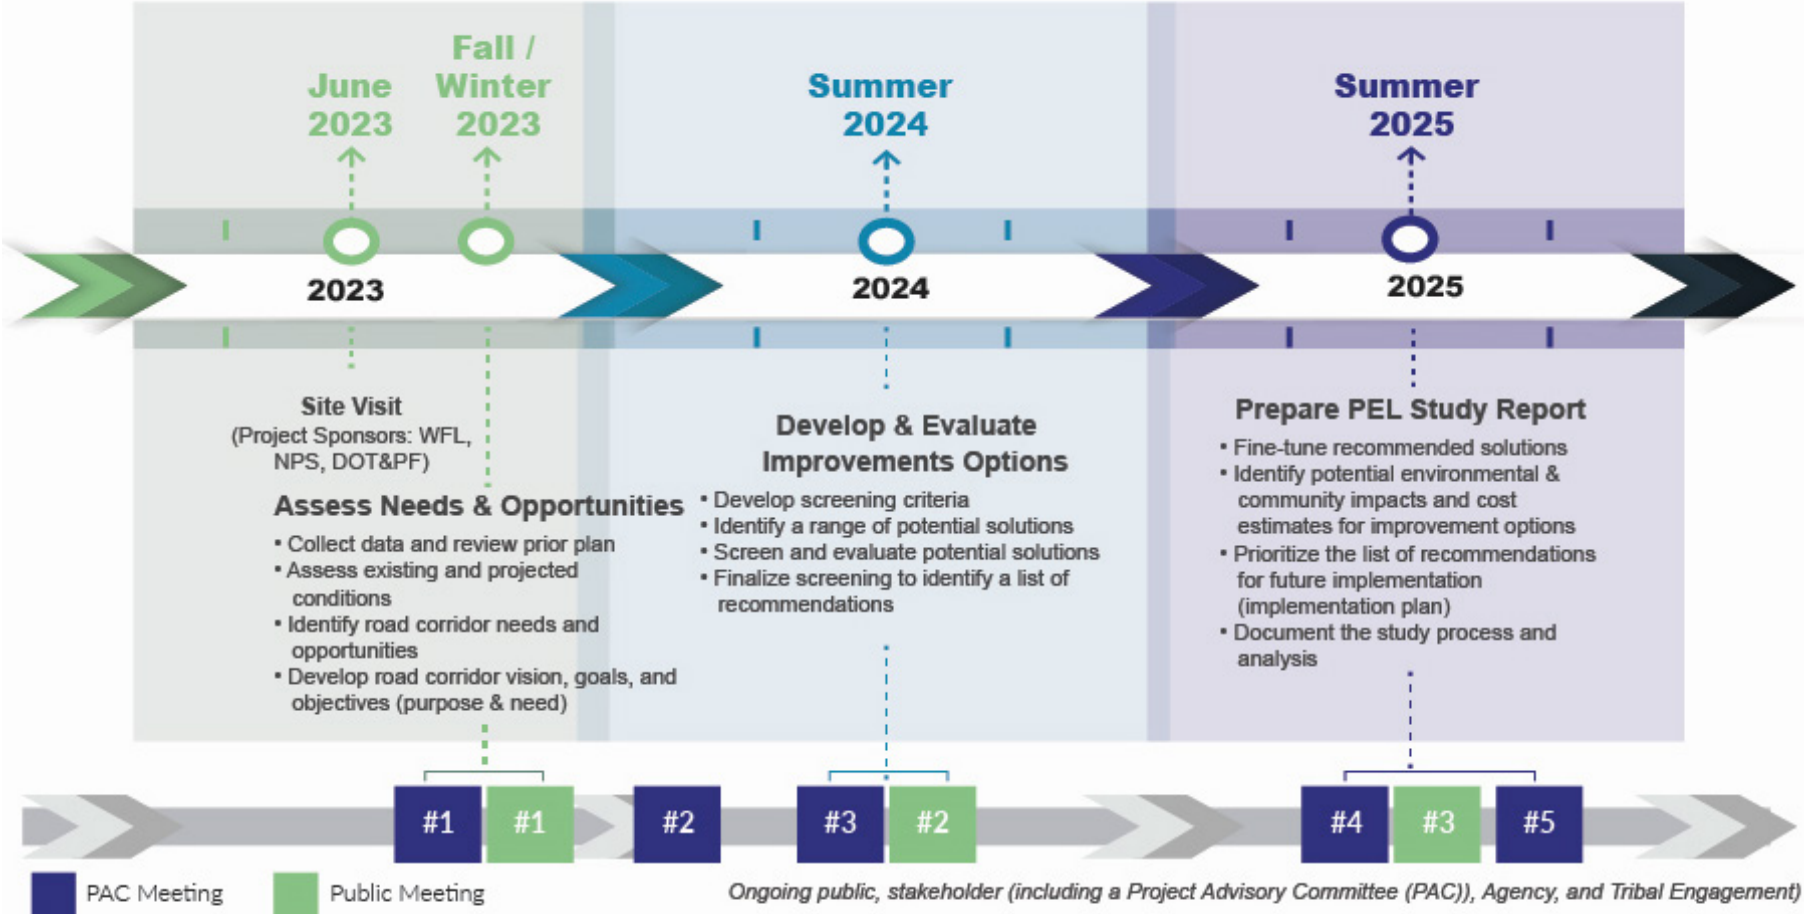 June
2023
Fall /
Winter
2023
Summer
2024
Summer
2025
2023
2024
2025
Site Visit
(Project Sponsors: WFL,
NPS, DOT&PF)
Assess Needs & Opportunities
• Collect data and review prior plan
• Assess existing and projected
conditions
• Identify road corridor needs and
opportunities
• Develop road corridor vision, goals, and
objectives (purpose & need)
Develop & Evaluate
Improvements Options
• Develop screening criteria
• Identify a range of potential solutions
• Screen and evaluate potential solutions
• Finalize screening to identify a list of
recommendations
Prepare PEL Study Report
• Fine-tune recommended solutions
• Identify potential environmental &
community impacts and cost
estimates for improvement options
• Prioritize the list of recommendations
for future implementation
(implementation plan)
• Document the study process and
analysis
#1
#1
#2
#3
#2
#4
#3
#5
PAC Meeting
Public Meeting
Ongoing public, stakeholder (including a Project Advisory Committee (PAC)), Agency, and Tribal Engagement)